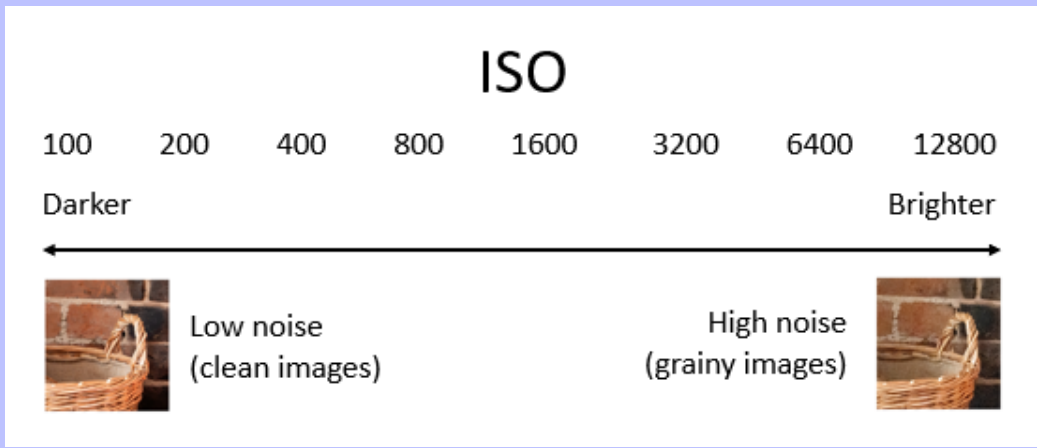 ISO
100 200 400 800 1600 3200 6400 12800
Darker Brighter
Low noise
(clean images)
High noise
(grainy images)